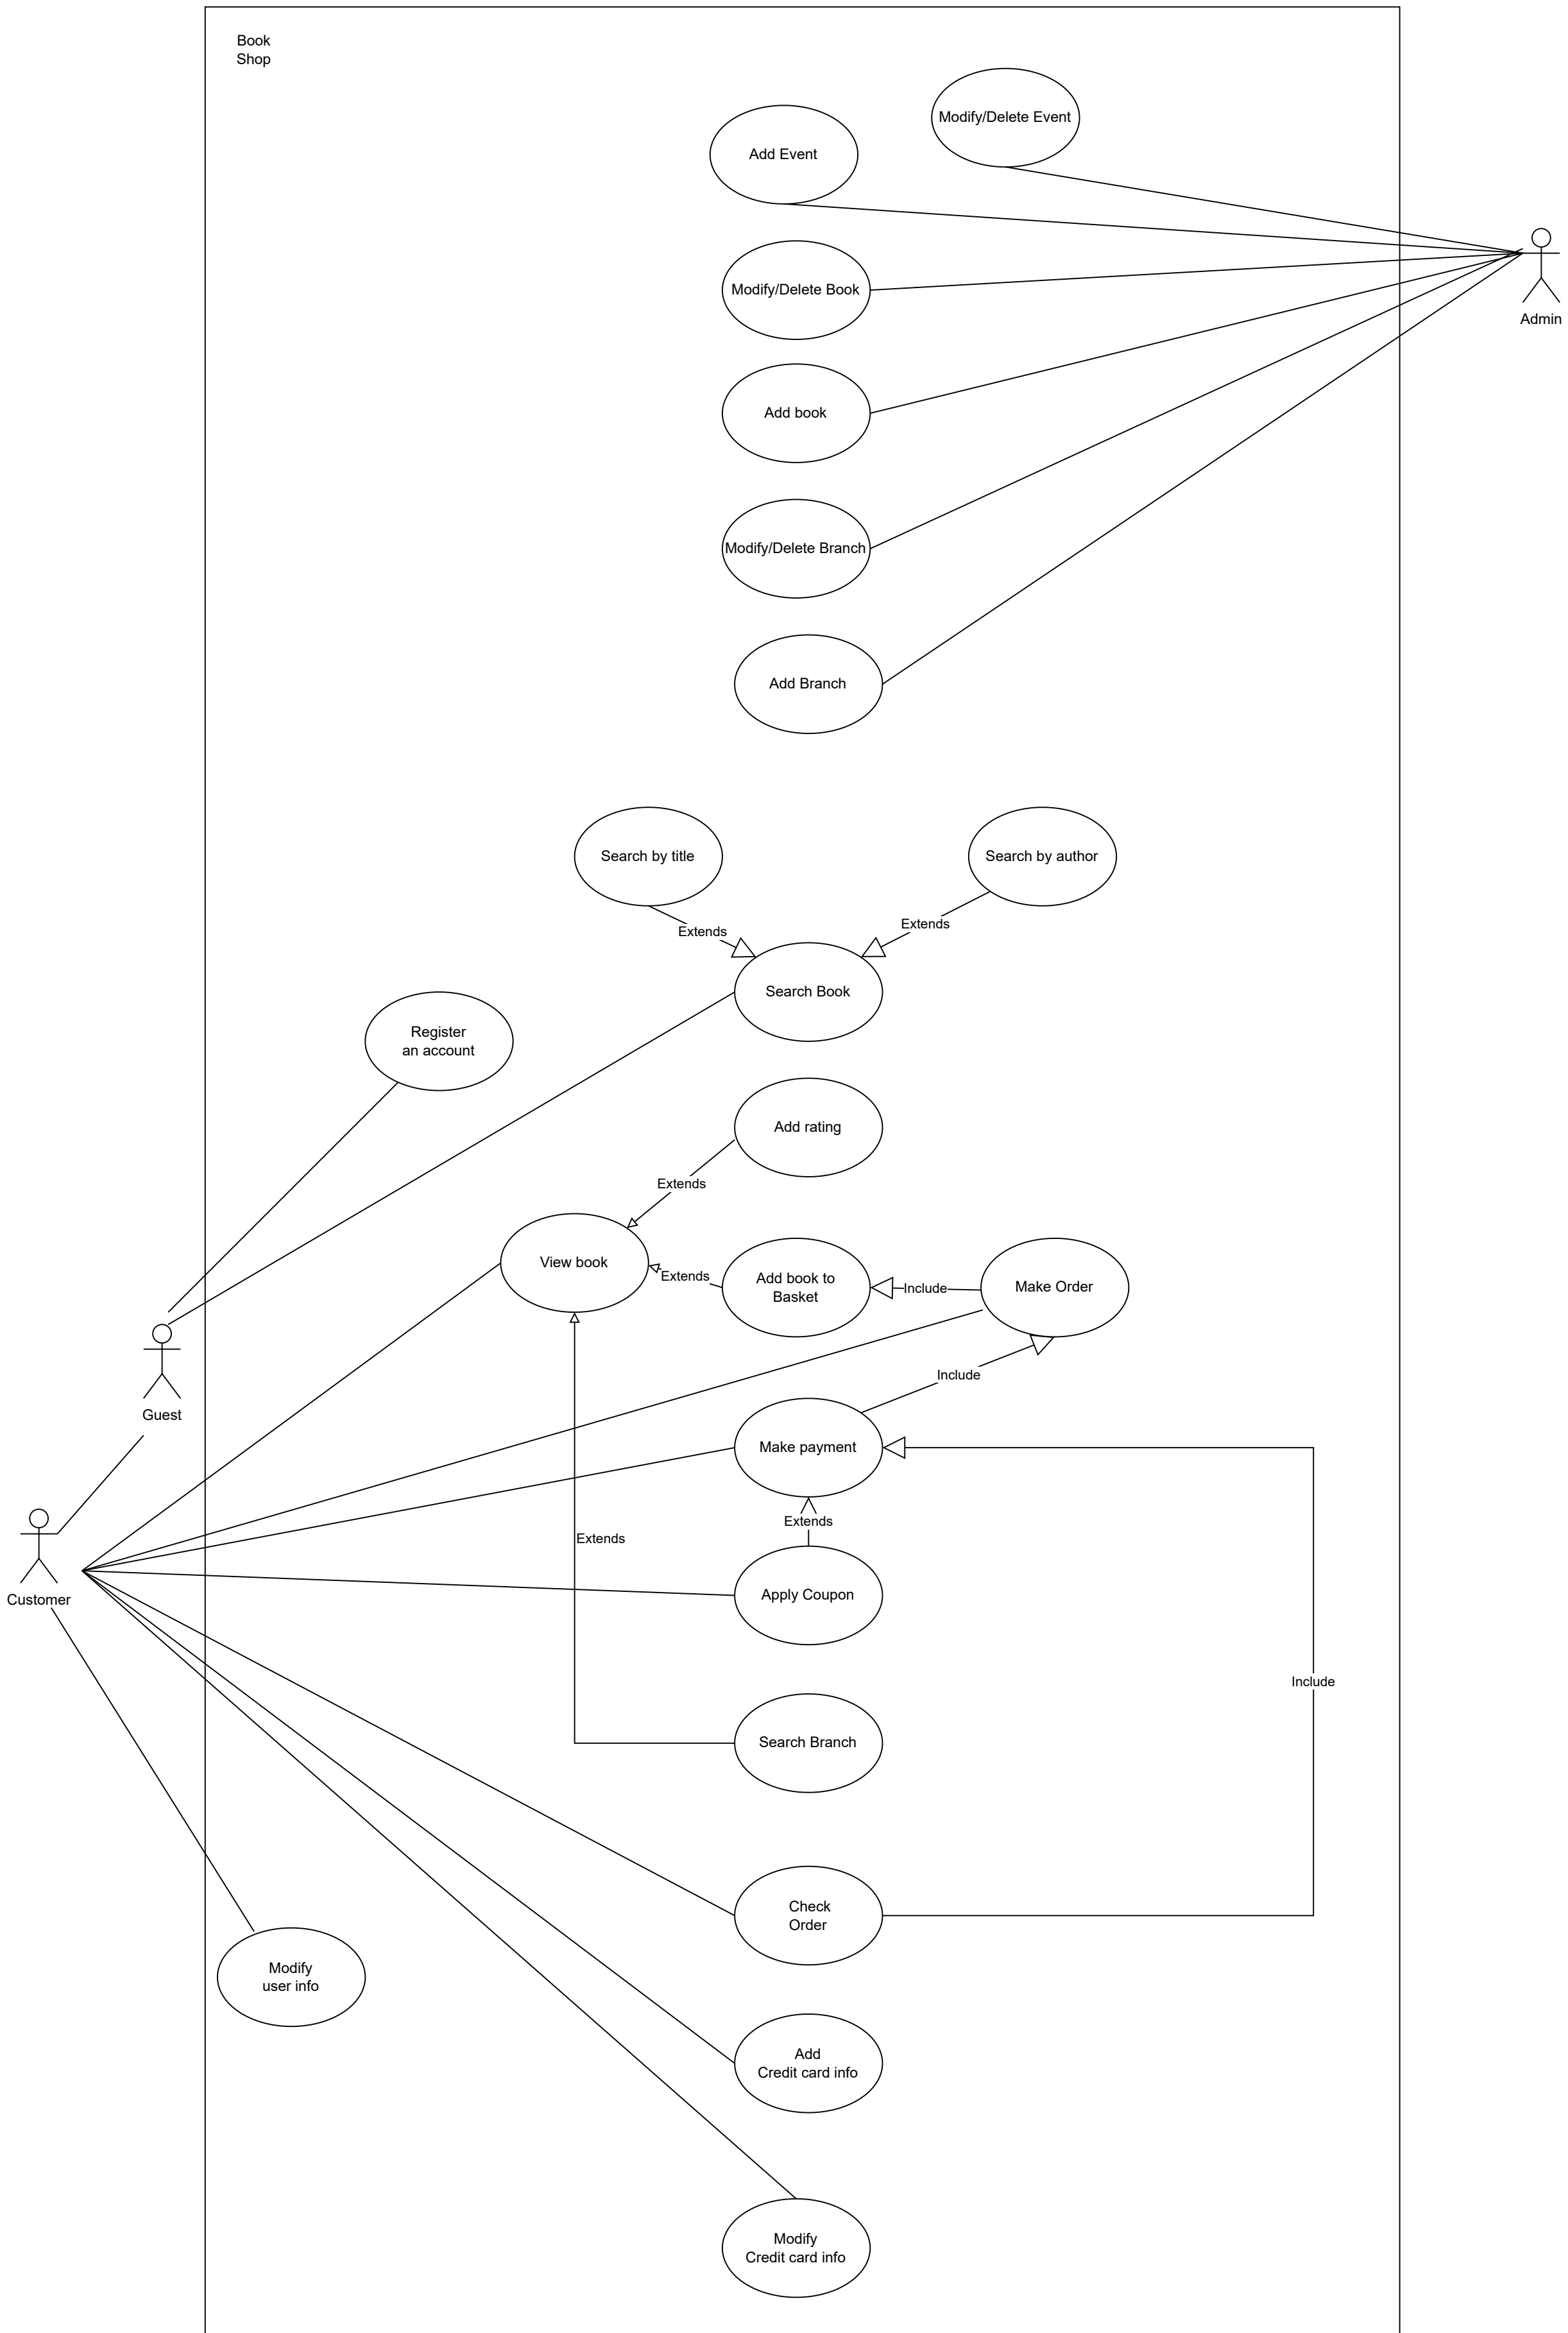 Book
Shop
Modify/Delete Event
Add Event
Modify/Delete Book
Admin
Add book
Modify/Delete Branch
Add Branch
Search by title
Search by author
Extends
Extends
Search Book
Register
an account
Add rating
Extends
View book
Extends
Add book to
Basket
Include
Make Order
Include
Guest
Make payment
Extends
Extends
Customer
Apply Coupon
Include
Search Branch
Check
Order
Modify
user info
Add
Credit card info
Modify
Credit card info